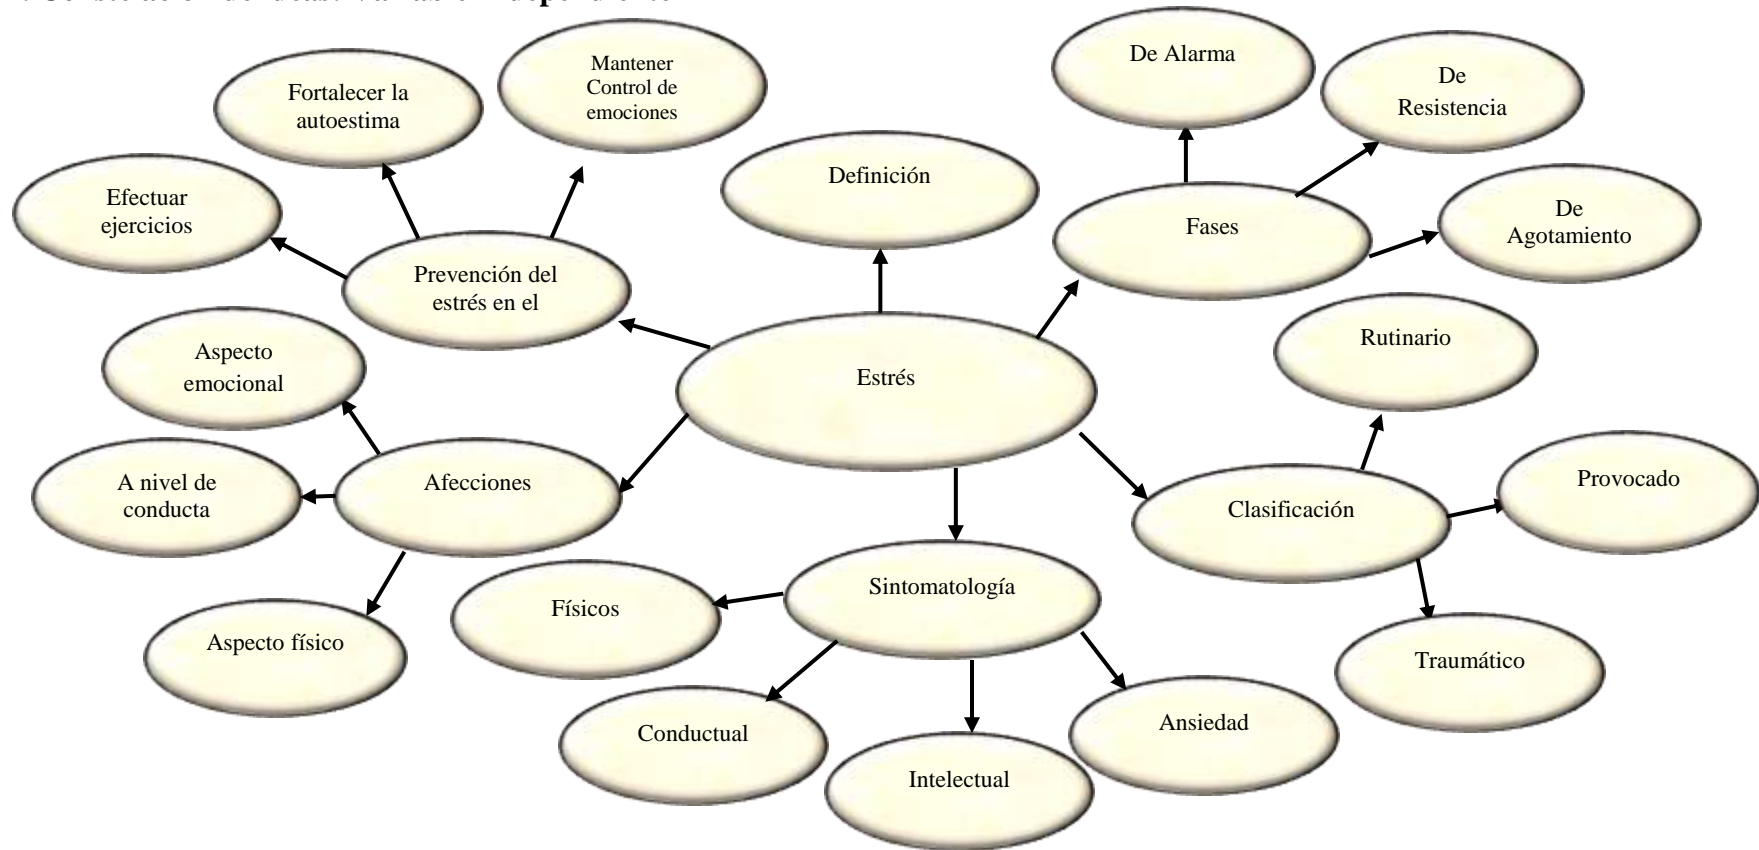 Mantener
Control de
emociones
Fortalecer la
autoestima
Efectuar
ejercicios
Prevención del
estrés en el
Definición
De Alarma
De
Resistencia
De
Agotamiento
Fases
Rutinario
Provocado
Clasificación
Traumático
Estrés
Aspecto
emocional
A nivel de
conducta
Afecciones
Aspecto físico
Sintomatología
Físicos
Conductual
Intelectual
Ansiedad